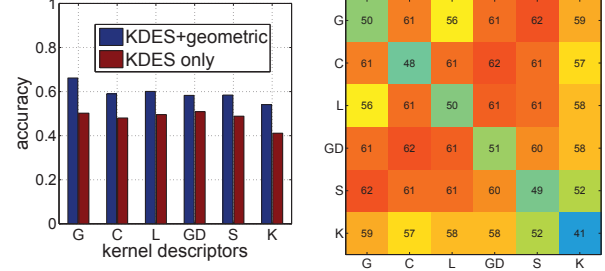 1
0.8
0.6
0.4
0.2
0
accuracy
KDES+geometric
KDES only
G C L GD S K
kernel descriptors
G 50 61 56 61 62 59
C 61 48 61 62 61 57
L 56 61 50 61 61 58
GD 61 62 61 51 60 58
S 62 61 61 60 49 52
K 59 57 58 58 52 41
G C L GD S K